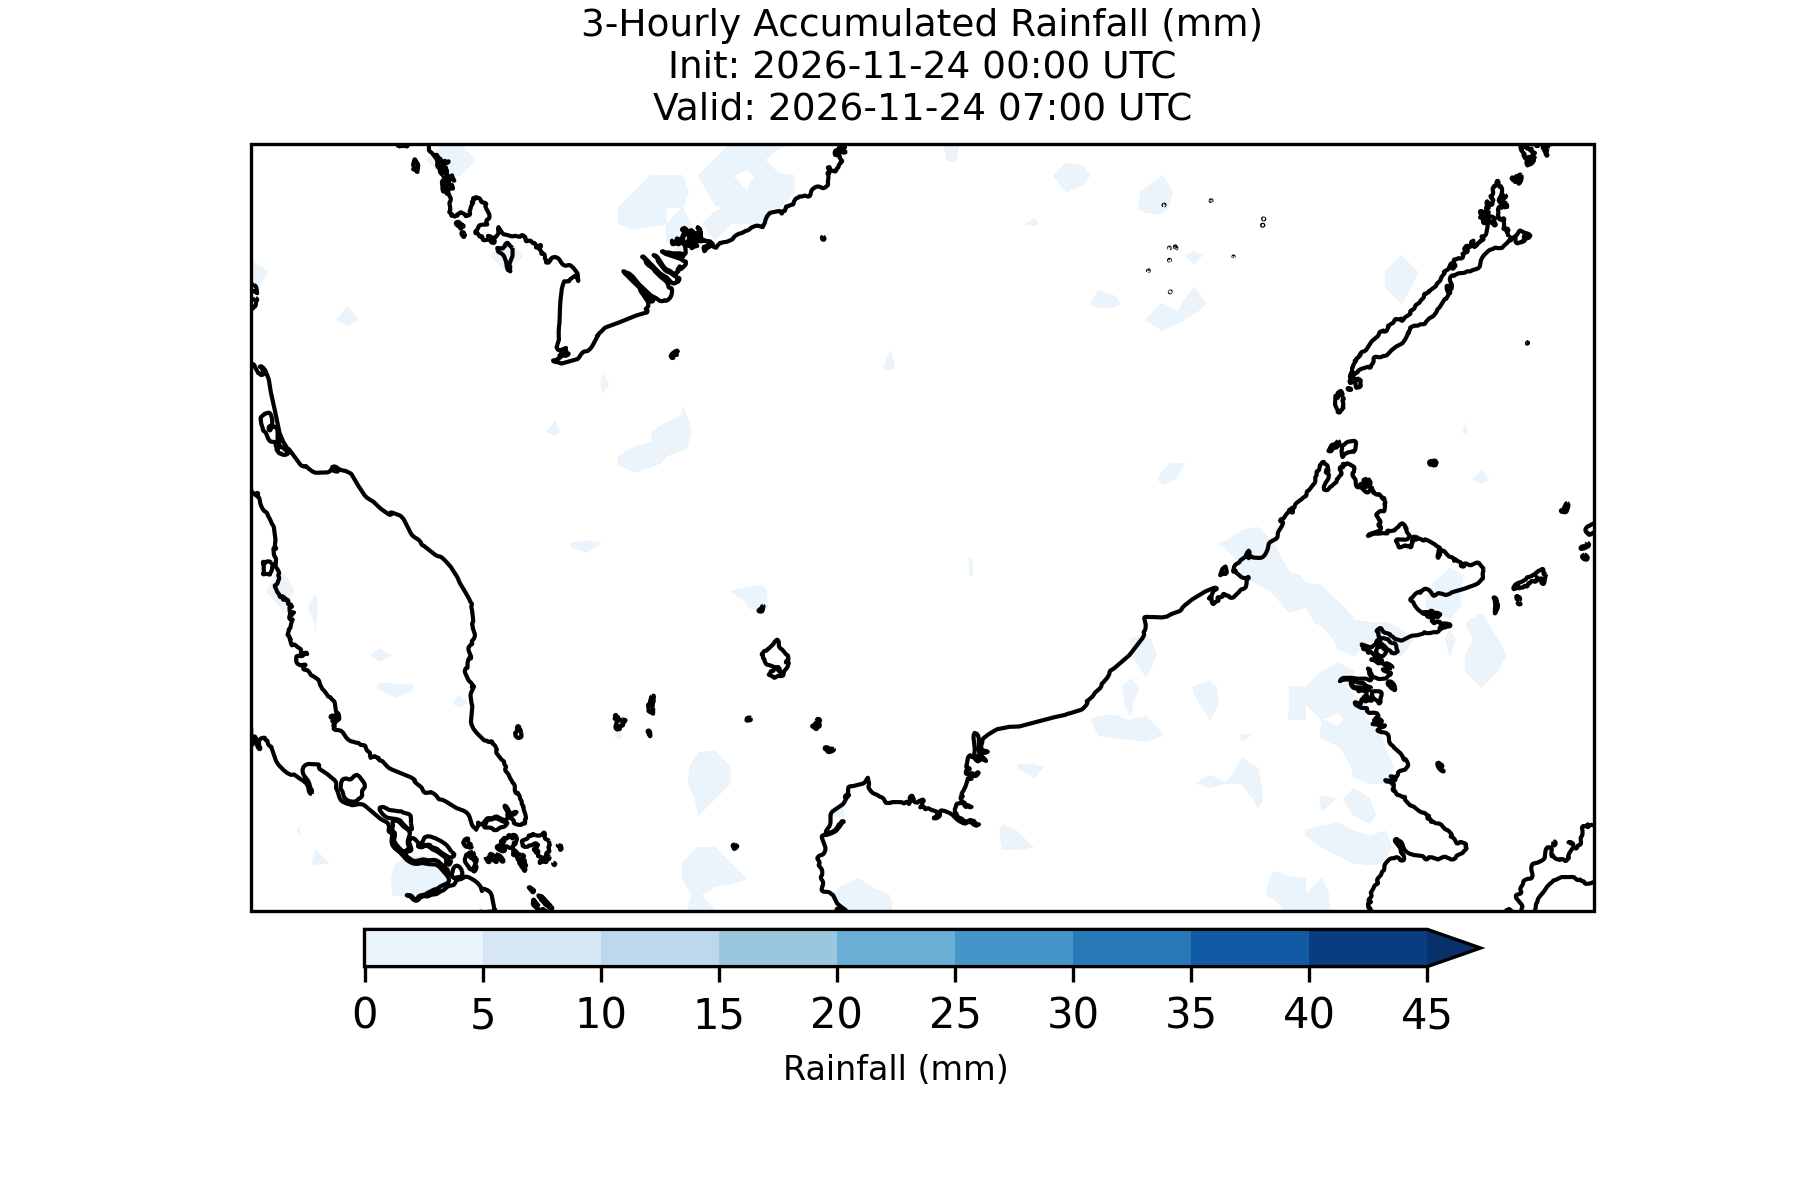 3-Hourly Accumulated Rainfall (mm)
Init: 2026-11-24 00:00 UTC
Valid: 2026-11-24 07:00 UTC
0 5 10 15 20 25 30 35 40 45
Rainfall (mm)